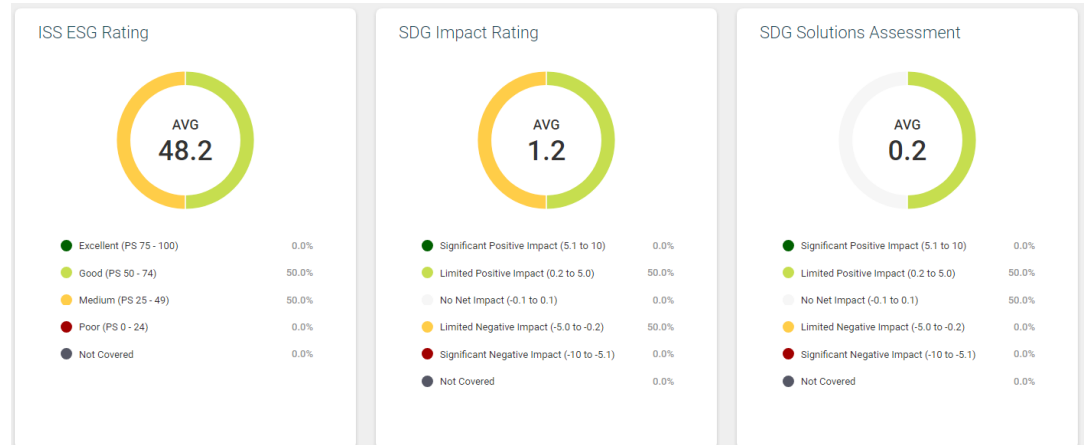 ISS ESG Rating
AVG
48.2
Excellent (PS 75 - 100) 0.0%
Good (PS 50 - 74) 50.0%
Medium (PS 25 - 49) 50.0%
Poor (PS 0 - 24) 0.0%
Not Covered 0.0%
SDG Impact Rating
AVG
1.2
Significant Positive Impact (5.1 to 10) 0.0%
Limited Positive Impact (0.2 to 5.0) 50.0%
No Net Impact (-0.1 to 0.1) 0.0%
Limited Negative Impact (-5.0 to -0.2) 50.0%
Significant Negative Impact (-10 to -5.1) 0.0%
Not Covered 0.0%
SDG Solutions Assessment
AVG
0.2
Significant Positive Impact (5.1 to 10) 0.0%
Limited Positive Impact (0.2 to 5.0) 50.0%
No Net Impact (-0.1 to 0.1) 50.0%
Limited Negative Impact (-5.0 to -0.2) 0.0%
Significant Negative Impact (-10 to -5.1) 0.0%
Not Covered 0.0%